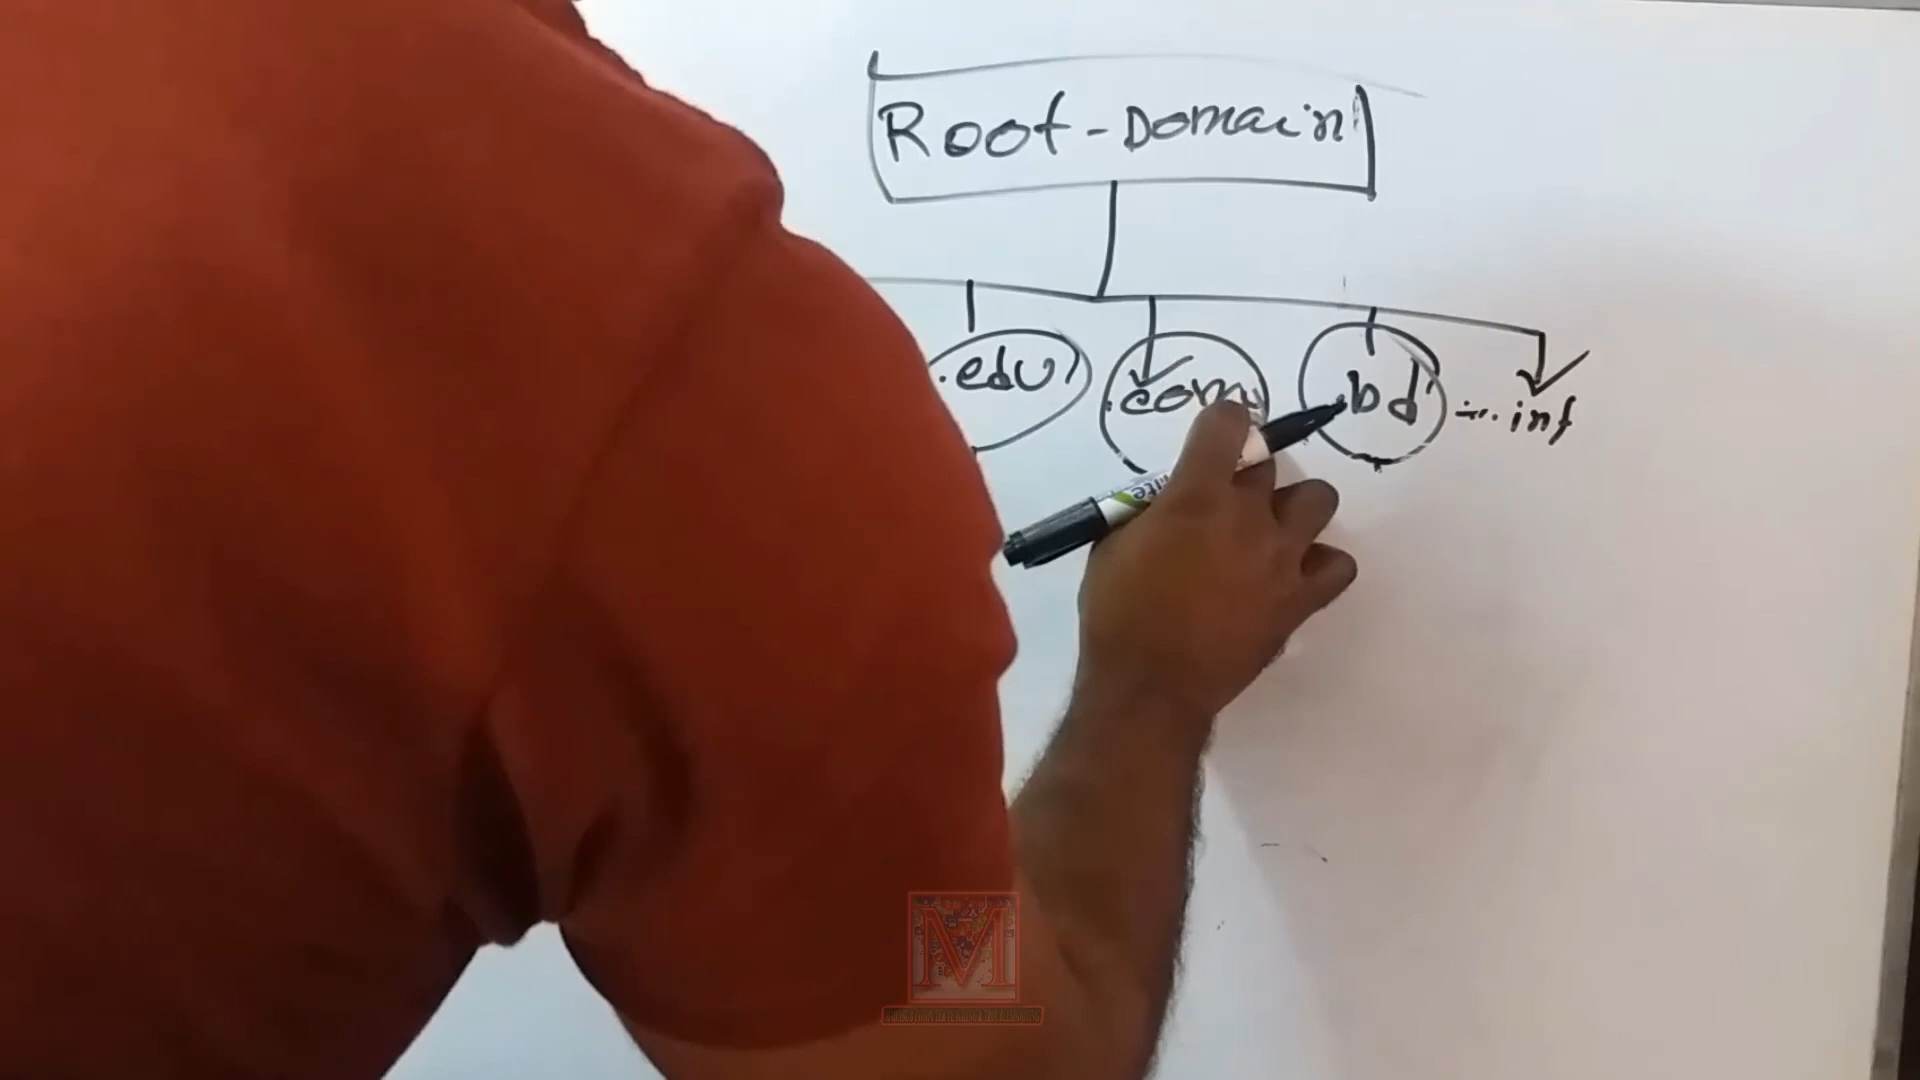 Root-Domain
.edu .com .bd ... inf
M